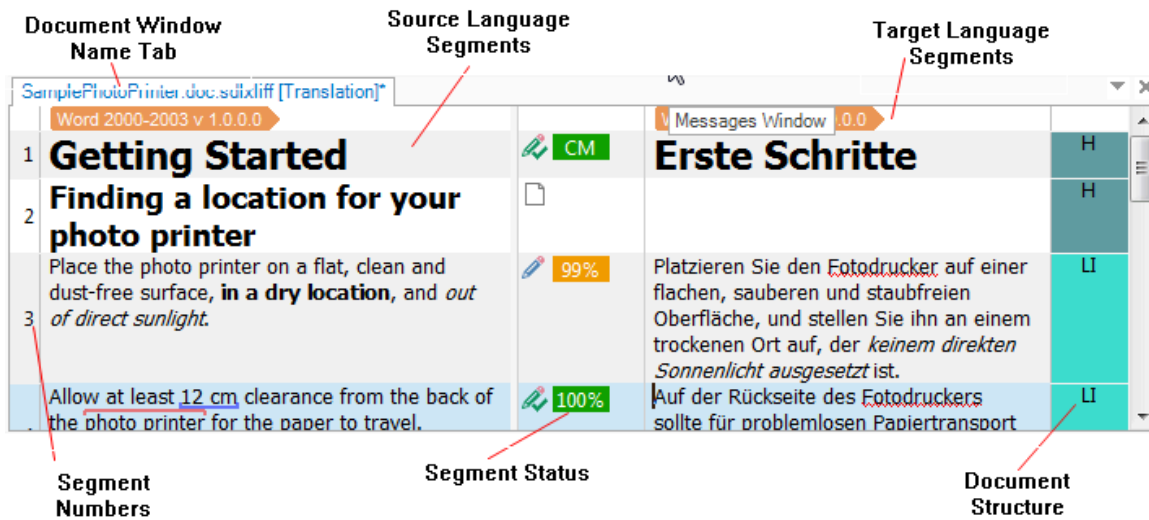 Document Window
Name Tab
Source Language
Segments
Target Language
Segments
SamplePhotoPrinter.doc.sdlxliff [Translation]*
Word 2000-2003 v 1.0.0.0
Messages Window
.0.0
1
Getting Started
CM
Erste Schritte
H
2
Finding a location for your
photo printer
H
3
Place the photo printer on a flat, clean and
dust-free surface, in a dry location, and out
of direct sunlight.
99%
Platzieren Sie den Fotodrucker auf einer
flachen, sauberen und staubfreien
Oberfläche, und stellen Sie ihn an einem
trockenen Ort auf, der keinem direkten
Sonnenlicht ausgesetzt ist.
LI
Allow at least 12 cm clearance from the back of
the photo printer for the paper to travel.
100%
Auf der Rückseite des Fotodruckers
sollte für problemlosen Papiertransport
LI
Segment
Numbers
Segment Status
Document
Structure